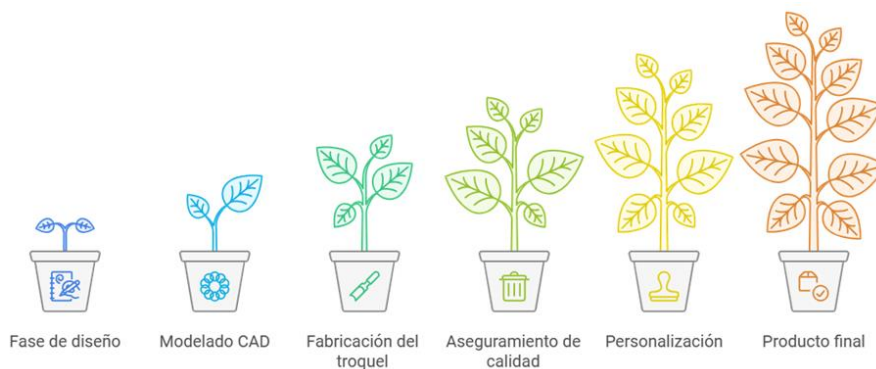 Fase de diseño
Modelado CAD
Fabricación del
troquel
Aseguramiento de
calidad
Personalización
Producto final